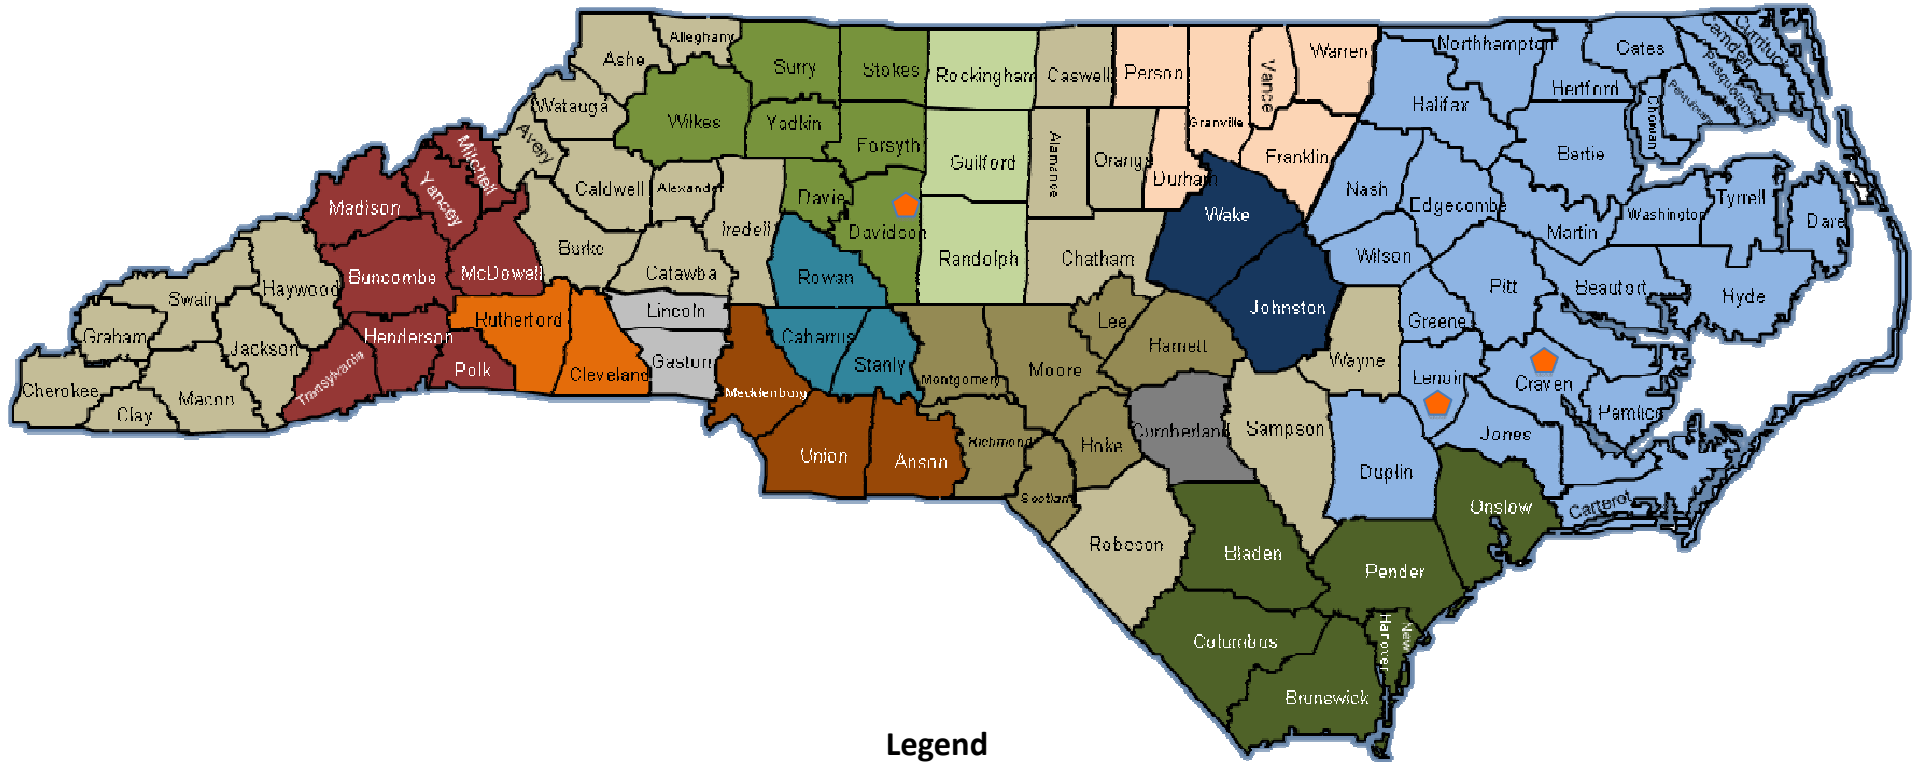 Ashe
Alleghany
Surry
Stokes
Rockingham
Caswell
Person
Granville
Vance
Warren
Northhampton
Gates
Camden
Currituck
Pasquotank
Perquimans
Chowan
Hertford
Halifax
Bertie
Watauga
Wilkes
Yadkin
Forsyth
Guilford
Alamance
Orange
Durham
Franklin
Nash
Edgecombe
Martin
Washington
Tyrrell
Dare
Mitchell
Avery
Yancey
Madison
Caldwell
Alexander
Iredell
Davie
Davidson
Randolph
Chatham
Wake
Wilson
Pitt
Beaufort
Hyde
Buncombe
McDowell
Burke
Catawba
Rowan
Johnston
Greene
Swain
Haywood
Graham
Jackson
Henderson
Rutherford
Lincoln
Cabarrus
Lee
Harnett
Wayne
Lenoir
Craven
Pamlico
Cherokee
Clay
Macon
Transylvania
Polk
Cleveland
Gaston
Mecklenburg
Stanly
Montgomery
Moore
Cumberland
Sampson
Duplin
Jones
Carteret
Union
Anson
Richmond
Scotland
Hoke
Robeson
Bladen
Pender
Onslow
Columbus
Brunswick
New
Hanover
Legend